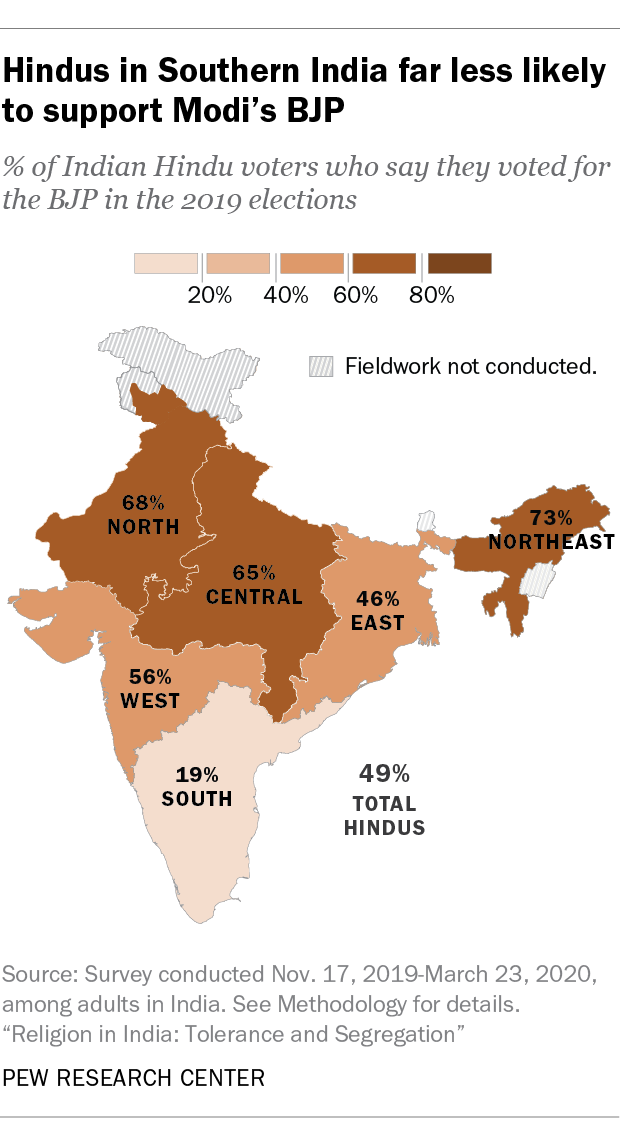 Hindus in Southern India far less likely
to support Modi’s BJP
% of Indian Hindu voters who say they voted for
the BJP in the 2019 elections
20% 40% 60% 80%
Fieldwork not conducted.
68%
NORTH
73%
NORTHEAST
65%
CENTRAL
46%
EAST
56%
WEST
19%
SOUTH
49%
TOTAL
HINDUS
Source: Survey conducted Nov. 17, 2019-March 23, 2020,
among adults in India. See Methodology for details.
“Religion in India: Tolerance and Segregation”
PEW RESEARCH CENTER